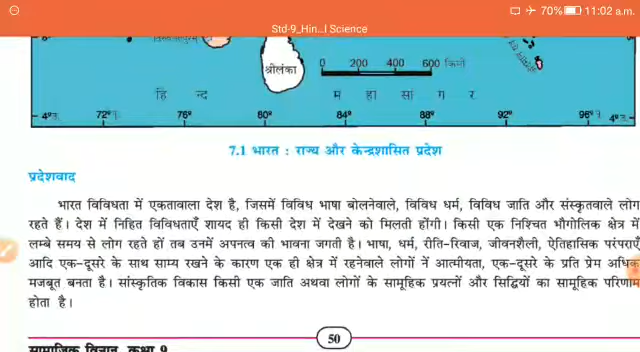 70% 11:02 a.m.
Std-9_Hin...l Science
श्रीलंका
0 200 400 600 किमी
हि न्द म हा सा ग र
4° उ. 72° पू. 76° 80° 84° 88° 92° 96° पू. 4° उ.
7.1 भारत : राज्य और केन्द्रशासित प्रदेश
प्रदेशवाद
भारत विविधता में एकतावाला देश है, जिसमें विविध भाषा बोलनेवाले, विविध धर्म, विविध जाति और संस्कृतवाले लोग
रहते हैं। देश में निहित विविधताएँ शायद ही किसी देश में देखने को मिलती होंगी। किसी एक निश्चित भौगोलिक क्षेत्र में
लम्बे समय से लोग रहते हों तब उनमें अपनत्व की भावना जगती है। भाषा, धर्म, रीति-रिवाज, जीवनशैली, ऐतिहासिक परंपराएँ
आदि एक-दूसरे के साथ साम्य रखने के कारण एक ही क्षेत्र में रहनेवाले लोगों नें आत्मीयता, एक-दूसरे के प्रति प्रेम अधिक
मजबूत बनता है। सांस्कृतिक विकास किसी एक जाति अथवा लोगों के सामूहिक प्रयत्नों और सिद्धियों का सामूहिक परिणाम
होता है।
50
सामाजिक विज्ञान, कक्षा 9